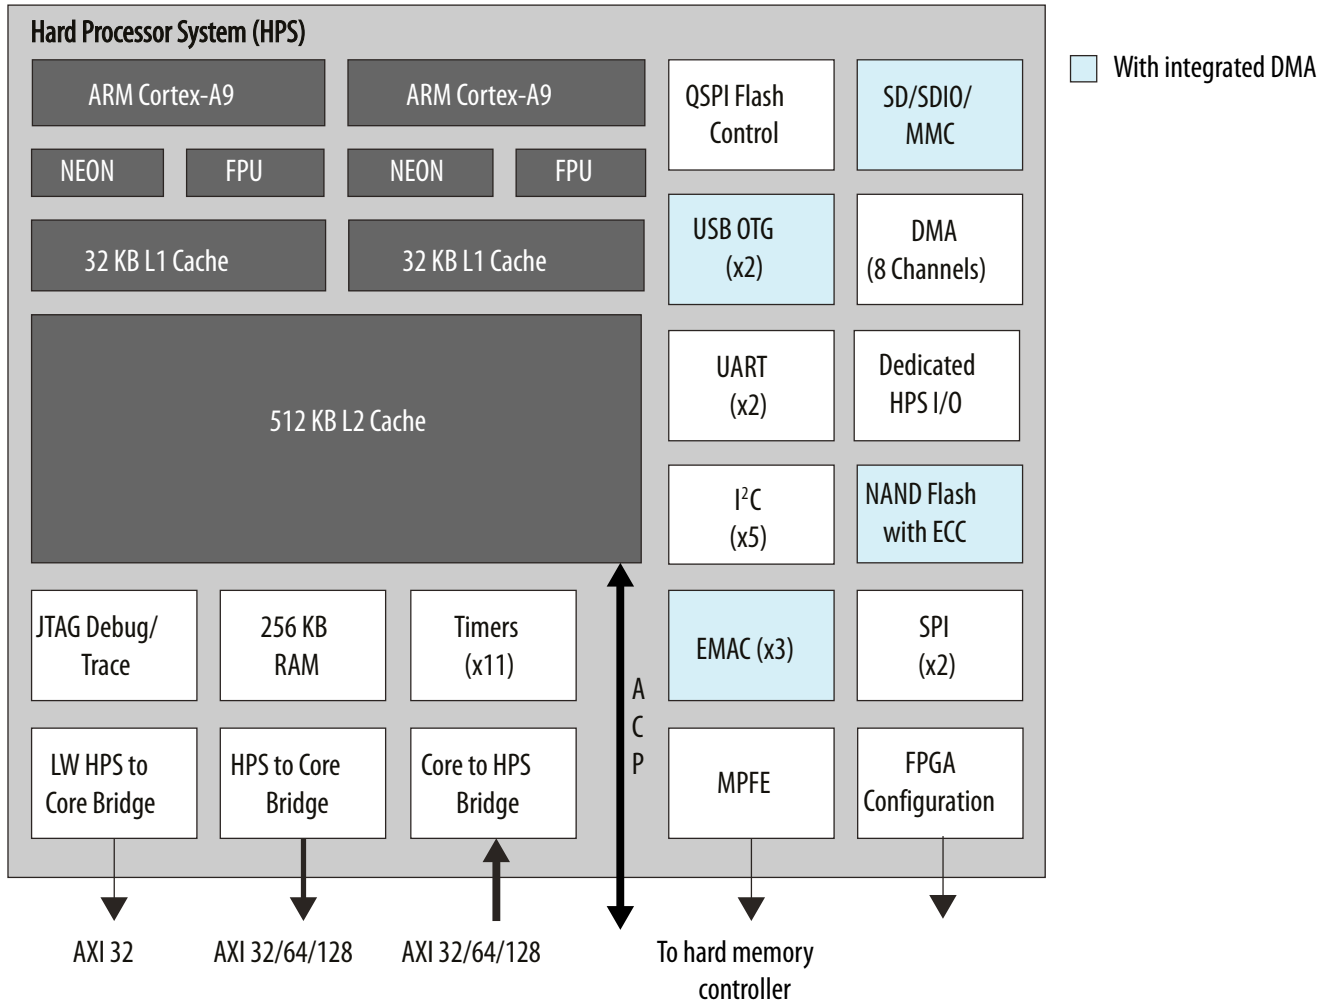 Hard Processor System (HPS)
With integrated DMA
ARM Cortex-A9
ARM Cortex-A9
QSPI Flash
Control
SD/SDIO/
MMC
NEON
FPU
NEON
FPU
32 KB L1 Cache
32 KB L1 Cache
USB OTG
(x2)
DMA
(8 Channels)
512 KB L2 Cache
UART
(x2)
Dedicated
HPS I/O
I²C
(x5)
NAND Flash
with ECC
JTAG Debug/
Trace
256 KB
RAM
Timers
(x11)
A
C
P
EMAC (x3)
SPI
(x2)
LW HPS to
Core Bridge
HPS to Core
Bridge
Core to HPS
Bridge
MPFE
FPGA
Configuration
AXI 32
AXI 32/64/128
AXI 32/64/128
To hard memory
controller